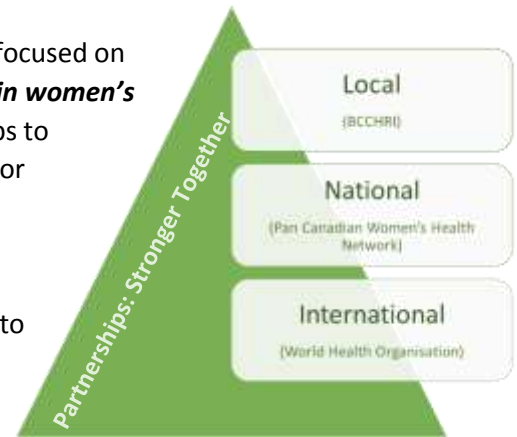 focused on
in women's
os to
or
to
Partnerships: Stronger Together
Local
(BCCHRI)
National
(Pan Canadian Women's Health
Network)
International
(World Health Organisation)